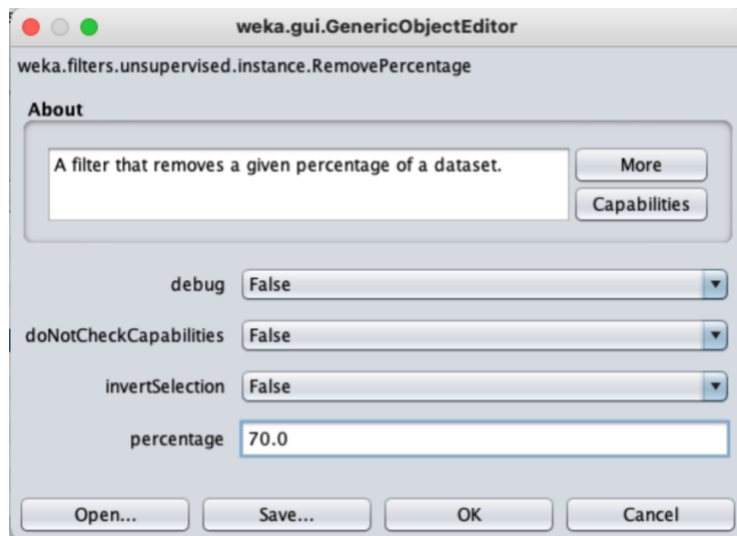 weka.gui.GenericObjectEditor
weka.filters.unsupervised.instance.RemovePercentage
About
A filter that removes a given percentage of a dataset.
More
Capabilities
debug False
doNotCheckCapabilities False
invertSelection False
percentage 70.0
Open... Save... OK Cancel